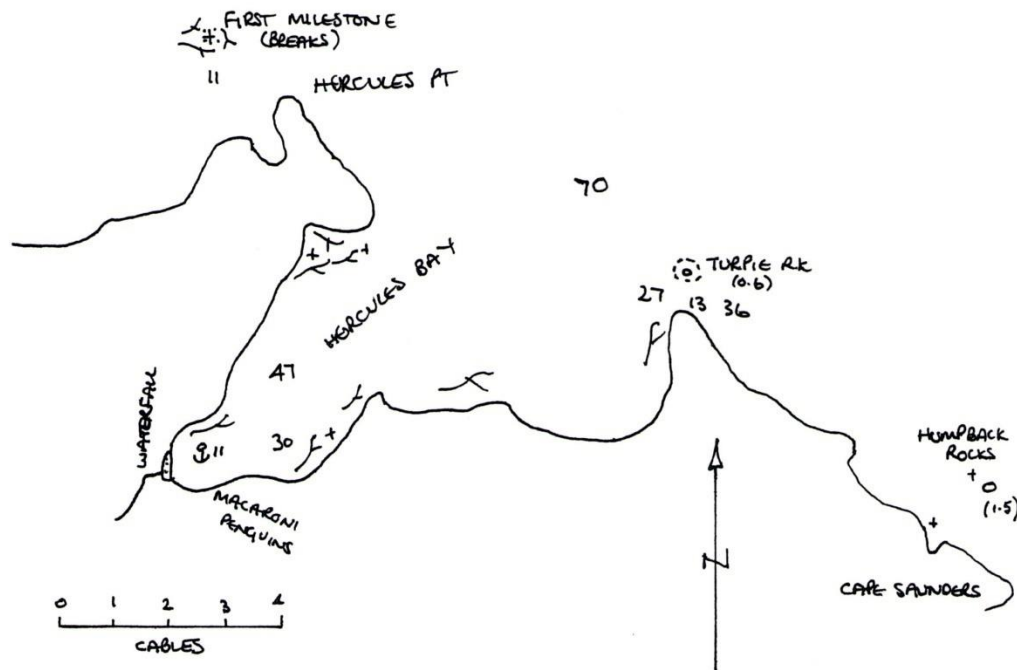 FIRST MILESTONE
(BREAKS)
11
HERCULES PT
70
HERCULES BAY
TURPIE RK
(0.6)
27
13
36
47
WATERFALL
11
30
HUMPBACK
ROCKS
(1.5)
MACARONI
PENGUINS
N
CAPE SAUNDERS
0 1 2 3 4
CABLES